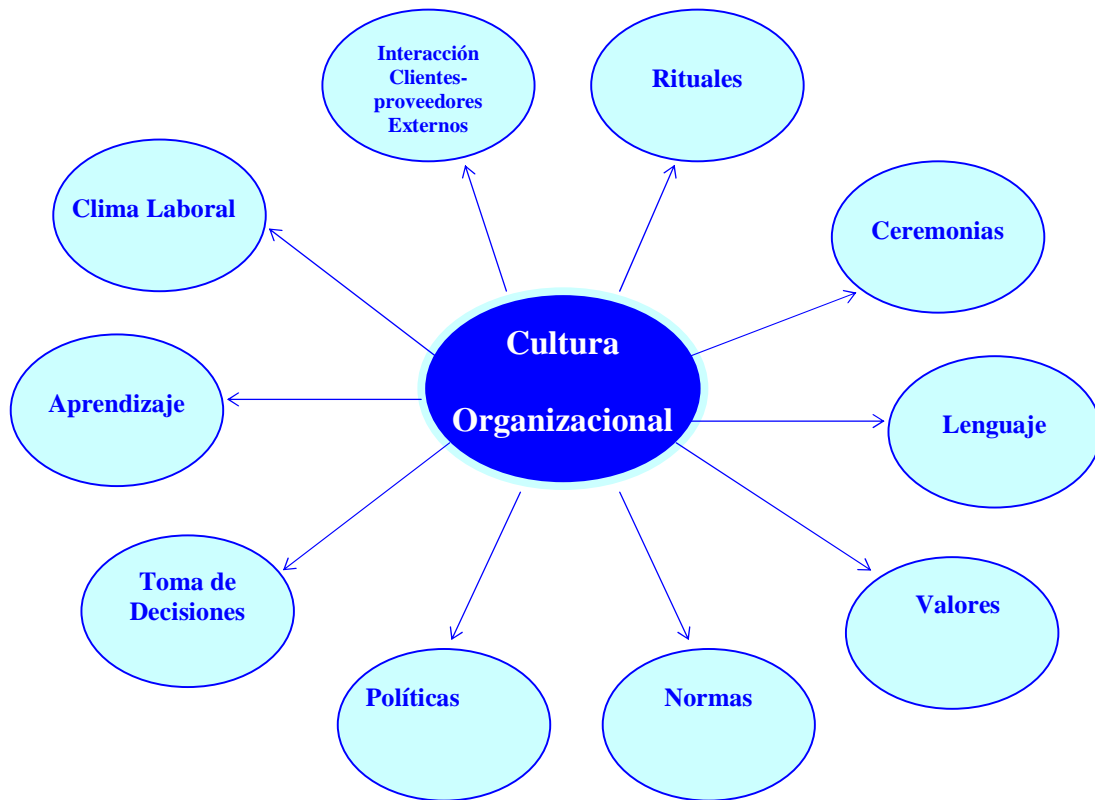 Interacción
Clientes-
proveedores
Externos
Rituales
Clima Laboral
Ceremonias
Cultura
Organizacional
Aprendizaje
Lenguaje
Toma de
Decisiones
Valores
Políticas
Normas